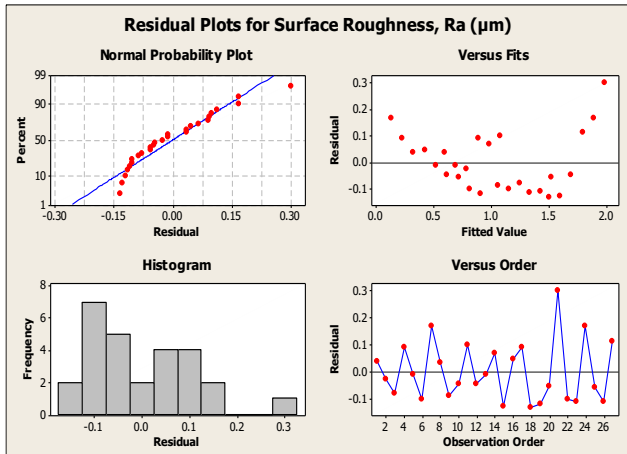 Residual Plots for Surface Roughness, Ra (µm)
Normal Probability Plot
Versus Fits
99
90
50
10
1
Percent
-0.30
-0.15
0.00
0.15
0.30
Residual
0.3
0.2
0.1
0.0
-0.1
Residual
0.0
0.5
1.0
1.5
2.0
Fitted Value
Histogram
Versus Order
8
6
4
2
0
Frequency
-0.1
0.0
0.1
0.2
0.3
Residual
0.3
0.2
0.1
0.0
-0.1
Residual
2 4 6 8 10 12 14 16 18 20 22 24 26
Observation Order